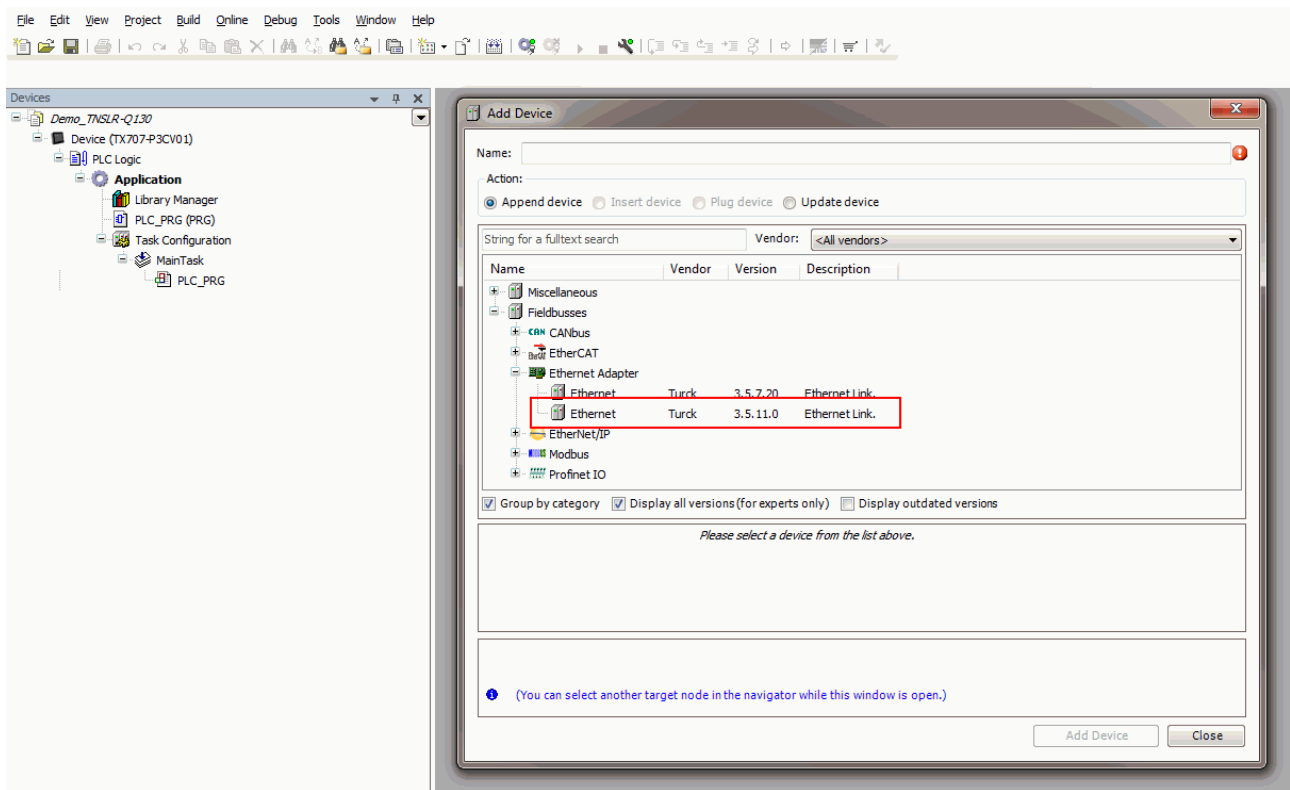 File Edit View Project Build Online Debug Tools Window Help
Devices
Demo_TNSLR-Q130
Device (TX707-P3CV01)
PLC Logic
Application
Library Manager
PLC_PRG (PRG)
Task Configuration
MainTask
PLC_PRG
Add Device
Name:
Action:
Append device Insert device Plug device Update device
String for a fulltext search Vendor: <All vendors>
Name Vendor Version Description
Miscellaneous
Fieldbusses
CAN CANbus
EtherCAT
Ethernet Adapter
Ethernet Turck 3.5.7.20 Ethernet Link.
Ethernet Turck 3.5.11.0 Ethernet Link.
EtherNet/IP
Modbus
Profinet IO
Group by category Display all versions (for experts only) Display outdated versions
Please select a device from the list above.
(You can select another target node in the navigator while this window is open.)
Add Device Close